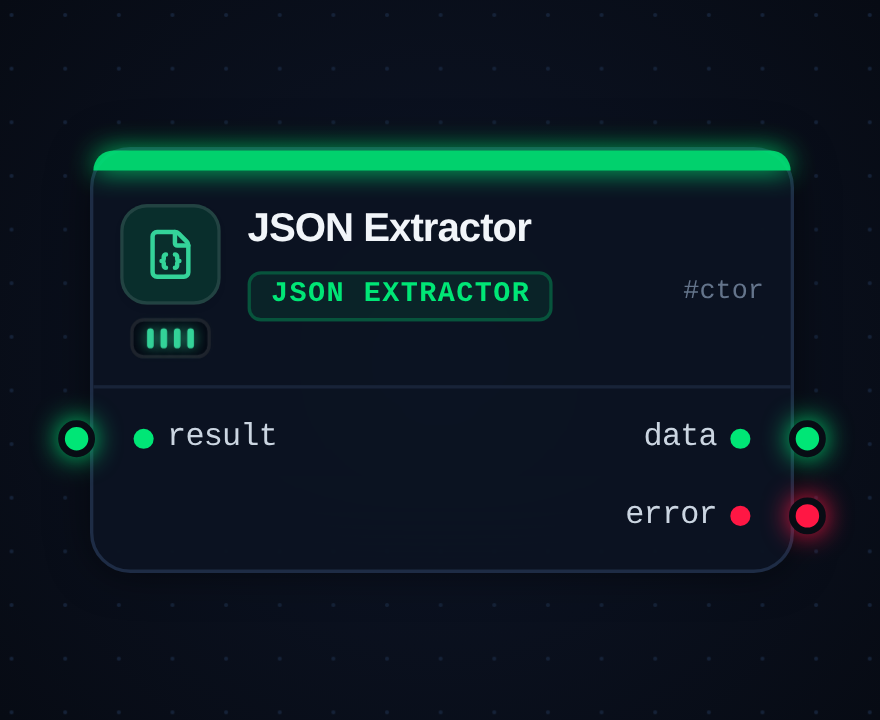 JSON Extractor
JSON EXTRACTOR
#ctor
result
data
error